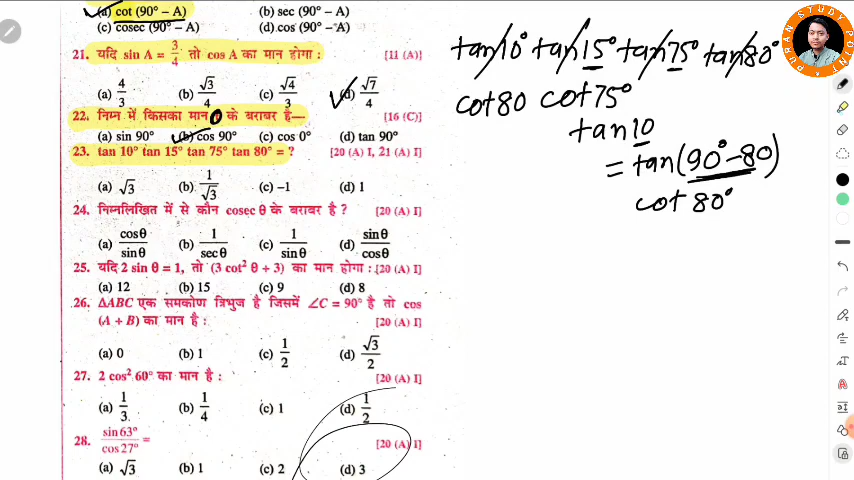 (a) cot (90° – A) (b) sec (90° – A)
(c) cosec (90° – A) (d) cos (90° – A)
21. यदि sin A = 3/4 तो cos A का मान होगा : [11 (A)]
(a) 4/3 (b) √3/4 (c) √4/3 (d) √7/4
22. निम्न में किसका मान 0 के बराबर है— [16 (C)]
(a) sin 90° (b) cos 90° (c) cos 0° (d) tan 90°
23. tan 10° tan 15° tan 75° tan 80° = ? [20 (A) I, 21 (A) I]
(a) √3 (b) 1/√3 (c) –1 (d) 1
24. निम्नलिखित में से कौन cosec θ के बराबर है ? [20 (A) I]
(a) cosθ/sinθ (b) 1/secθ (c) 1/sinθ (d) sinθ/cosθ
25. यदि 2 sin θ = 1, तो (3 cot² θ + 3) का मान होगा : [20 (A) I]
(a) 12 (b) 15 (c) 9 (d) 8
26. ΔABC एक समकोण त्रिभुज है जिसमें ∠C = 90° है तो cos
(A + B) का मान है : [20 (A) I]
(a) 0 (b) 1 (c) 1/2 (d) √3/2
27. 2 cos² 60° का मान है : [20 (A) I]
(a) 1/3 (b) 1/4 (c) 1 (d) 1/2
28. sin 63°/cos 27° = [20 (A) I]
(a) √3 (b) 1 (c) 2 (d) 3
tan10° tan15° tan75° tan80°
cot80 cot75°
tan10
= tan(90°-80)
cot 80°
PURAN STUDY POINT